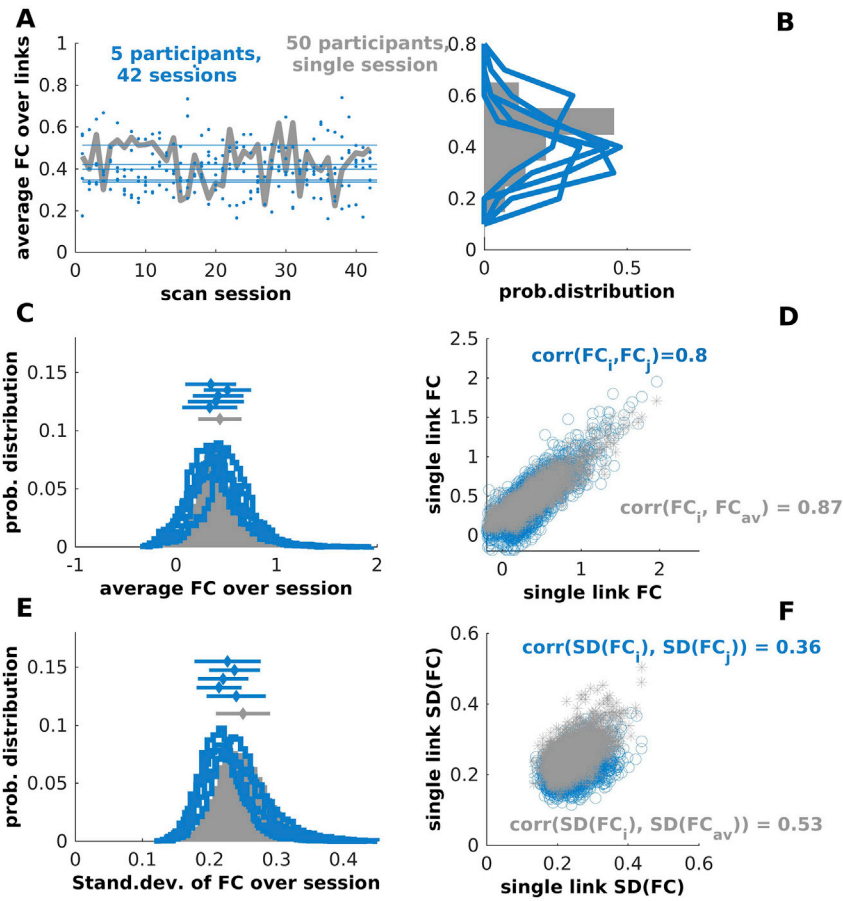 A
average FC over links
1
0.8
0.6
0.4
0.2
0
5 participants,
42 sessions
50 participants,
single session
0 10 20 30 40
scan session
B
0.8
0.6
0.4
0.2
0
0 0.5
prob.distribution
C
prob. distribution
0.15
0.1
0.05
0
-1 0 1 2
average FC over session
D
single link FC
2.5
2
1.5
1
0.5
0
corr(FCi,FCj)=0.8
corr(FCi, FCav) = 0.87
0 1 2
single link FC
E
prob. distribution
0.15
0.1
0.05
0
0 0.1 0.2 0.3 0.4
Stand.dev. of FC over session
F
single link SD(FC)
0.6
0.4
0.2
0
corr(SD(FCi), SD(FCj)) = 0.36
corr(SD(FCi), SD(FCav)) = 0.53
0 0.2 0.4 0.6
single link SD(FC)